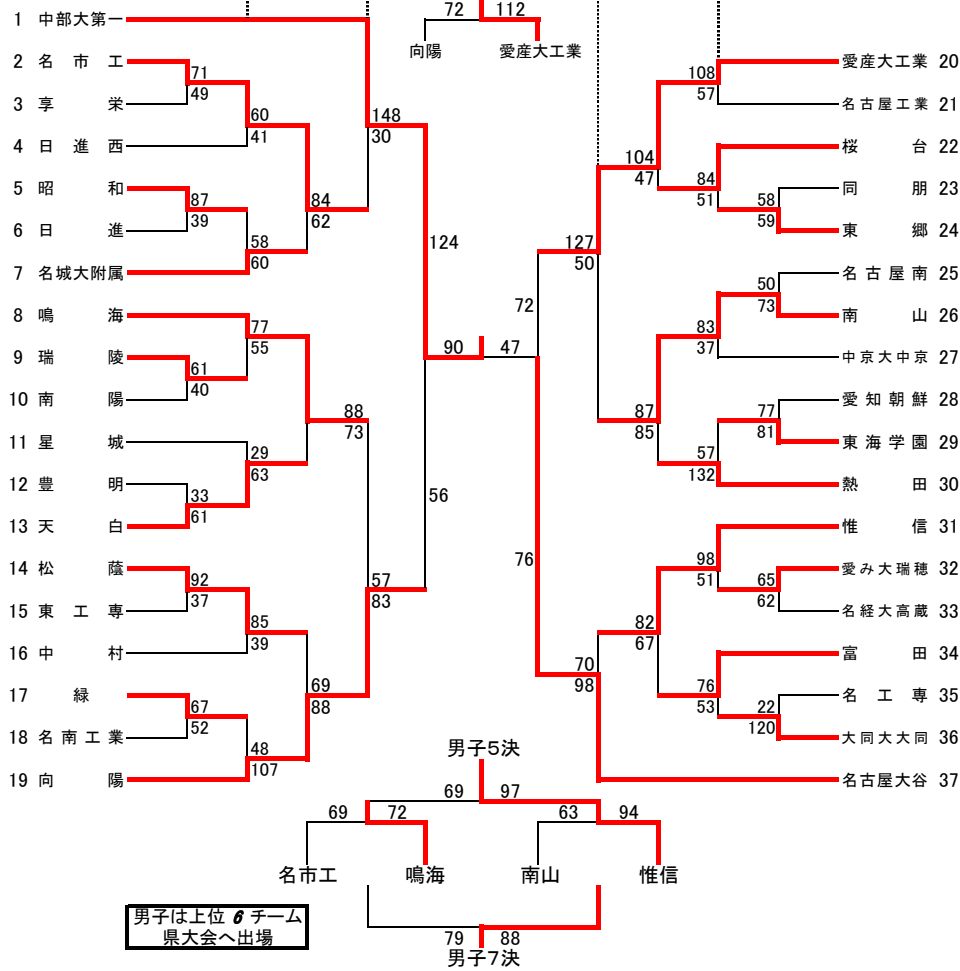 72 112
向陽 愛産大工業
1 中部大第一
2 名市工
3 享栄
4 日進西
5 昭和
6 日進
7 名城大附属
8 鳴海
9 瑞陵
10 南陽
11 星城
12 豊明
13 天白
14 松蔭
15 東工専
16 中村
17 緑
18 名南工業
19 向陽
71
49
60
41
87
39
58
60
84
62
148
30
77
55
61
40
29
63
33
61
88
73
92
37
85
39
67
52
48
107
69
88
57
83
124
56
90 47
72
76
127
50
70
98
104
47
108
57
84
51
58
59
50
73
83
37
87
85
77
81
57
132
98
51
65
62
82
67
76
53
22
120
愛産大工業 20
名古屋工業 21
桜台 22
同朋 23
東郷 24
名古屋南 25
南山 26
中京大中京 27
愛知朝鮮 28
東海学園 29
熱田 30
惟信 31
愛み大瑞穂 32
名経大高蔵 33
富田 34
名工専 35
大同大大同 36
名古屋大谷 37
男子5決
69 97
69 72 63 94
名市工 鳴海 南山 惟信
79 88
男子7決
男子は上位 6 チーム
県大会へ出場